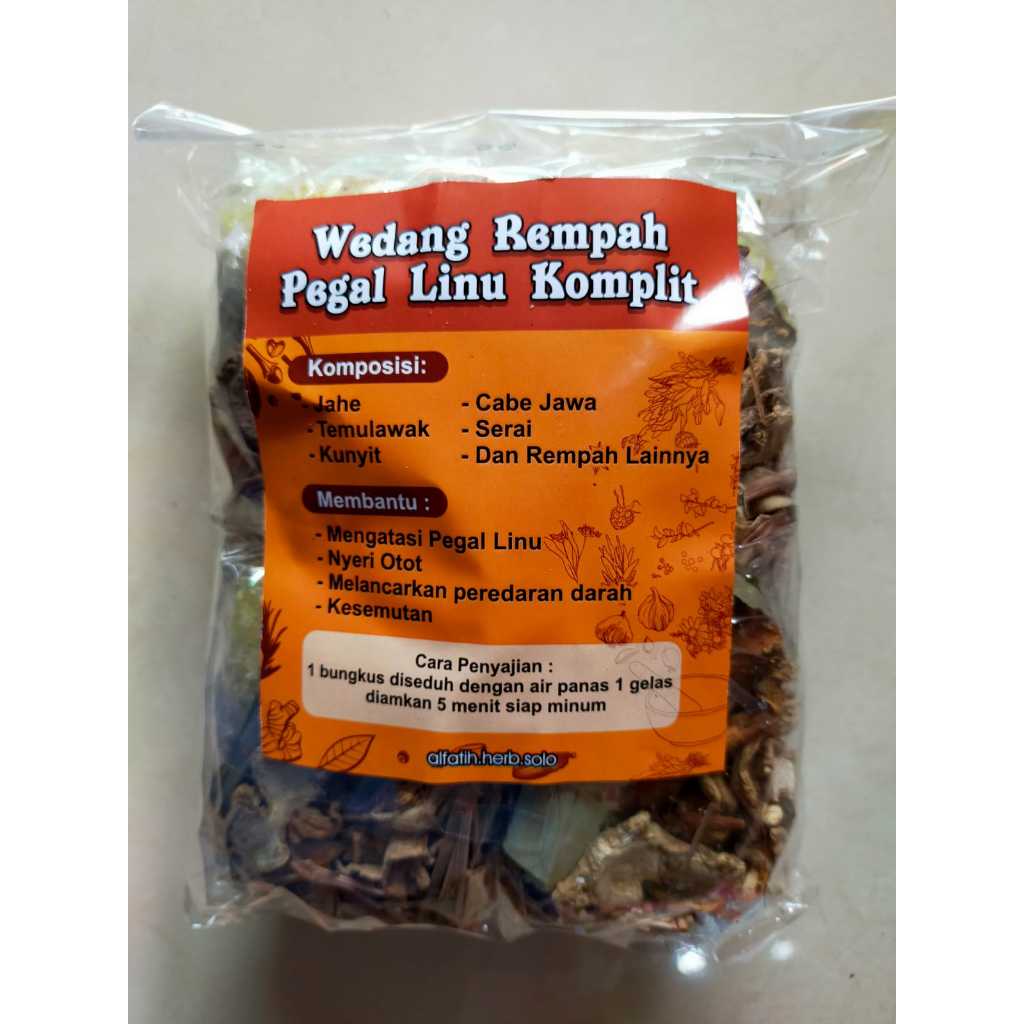 Wedang Rempah
Pegal Linu Komplit
Komposisi:
- Jahe
- Temulawak
- Kunyit
- Cabe Jawa
- Serai
- Dan Rempah Lainnya
Membantu :
- Mengatasi Pegal Linu
- Nyeri Otot
- Melancarkan peredaran darah
- Kesemutan
Cara Penyajian :
1 bungkus diseduh dengan air panas 1 gelas
diamkan 5 menit siap minum
alfatih.herb.solo